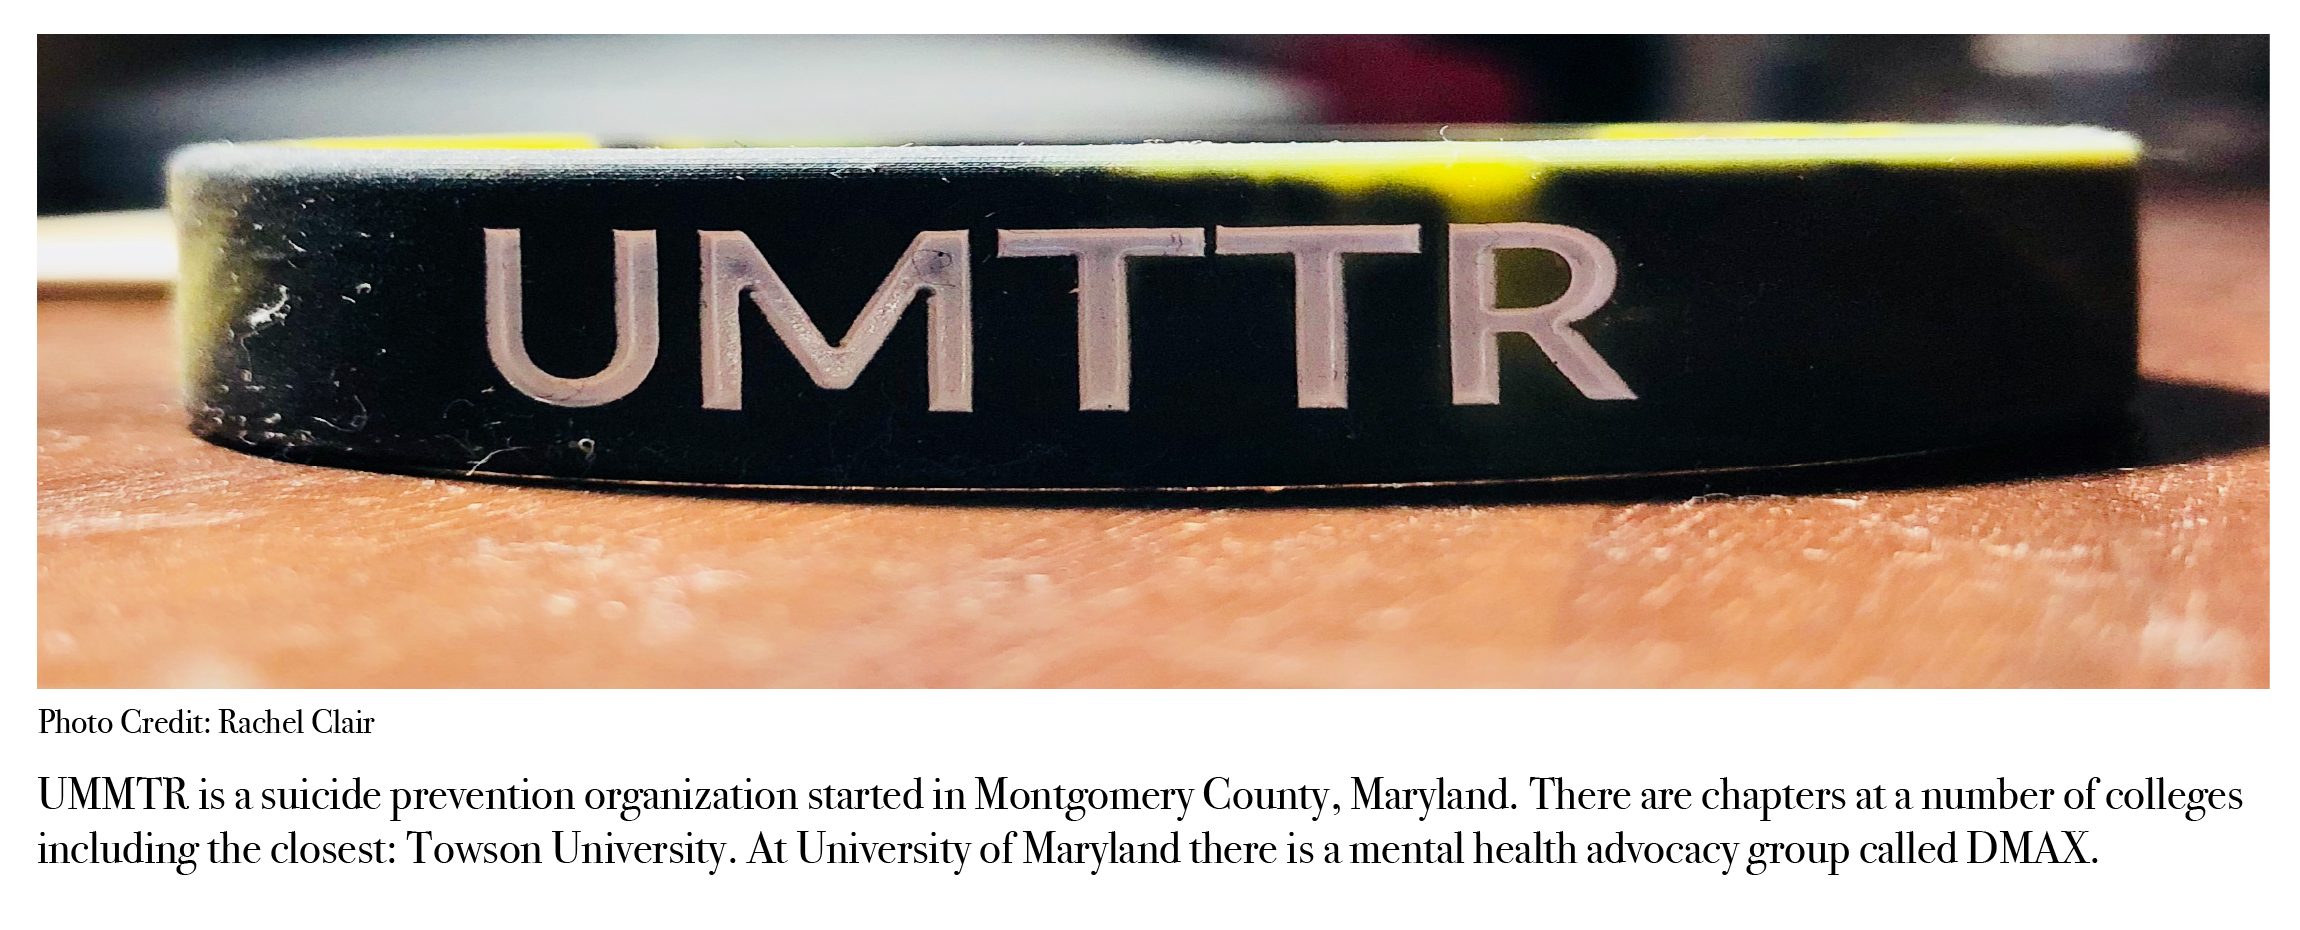 UMTTR
Photo Credit: Rachel Clair
UMMTR is a suicide prevention organization started in Montgomery County, Maryland. There are chapters at a number of colleges
including the closest: Towson University. At University of Maryland there is a mental health advocacy group called DMAX.